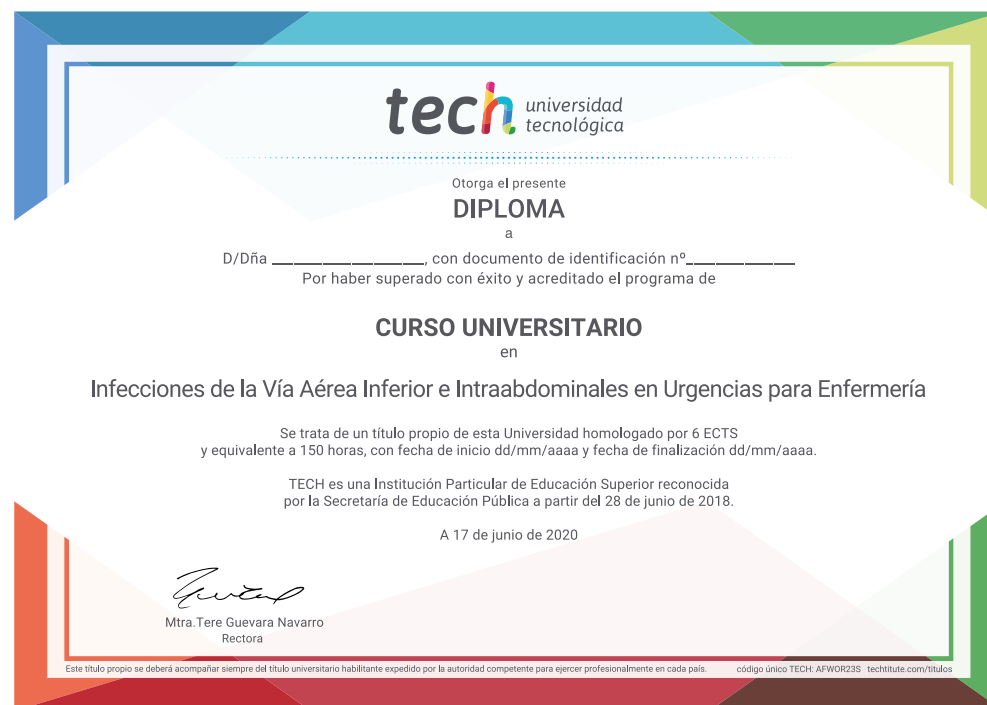 tech universidad
tecnológica
Otorga el presente
DIPLOMA
a
D/Dña __________________, con documento de identificación nº_____________
Por haber superado con éxito y acreditado el programa de
CURSO UNIVERSITARIO
en
Infecciones de la Vía Aérea Inferior e Intraabdominales en Urgencias para Enfermería
Se trata de un título propio de esta Universidad homologado por 6 ECTS
y equivalente a 150 horas, con fecha de inicio dd/mm/aaaa y fecha de finalización dd/mm/aaaa.
TECH es una Institución Particular de Educación Superior reconocida
por la Secretaría de Educación Pública a partir del 28 de junio de 2018.
A 17 de junio de 2020
Mtra.Tere Guevara Navarro
Rectora
Este título propio se deberá acompañar siempre del título universitario habilitante expedido por la autoridad competente para ejercer profesionalmente en cada país. código único TECH: AFWOR23S techtitute.com/titulos